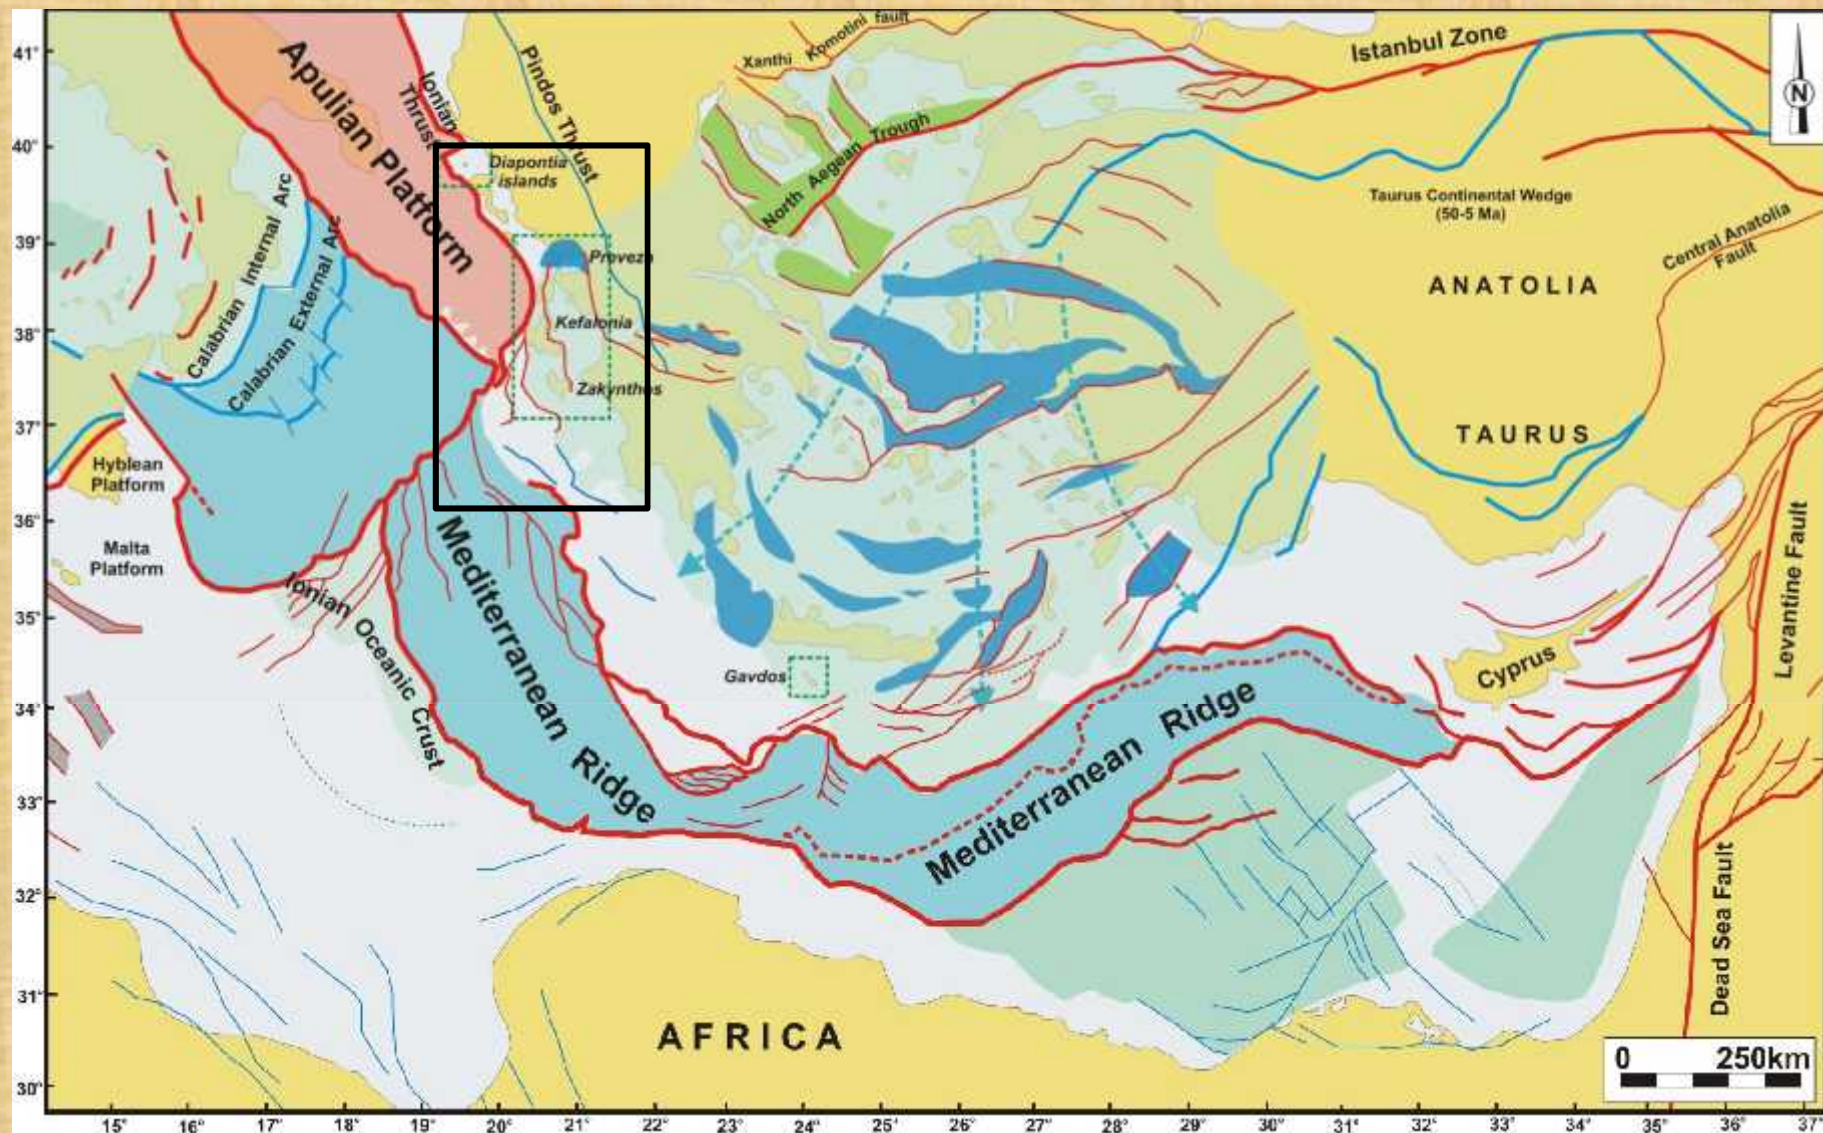 41°
40°
39°
38°
37°
36°
35°
34°
33°
32°
31°
30°
15°
16°
17°
18°
19°
20°
21°
22°
23°
24°
25°
26°
27°
28°
29°
30°
31°
32°
33°
34°
35°
36°
37°
N
Apulian Platform
Ionian
Thrust
Pindos Thrust
Xanthi Komotini fault
Istanbul Zone
North Aegean Trough
Diapontia
islands
Preveza
Kefalonia
Zakynthos
Calabrian Internal Arc
Calabrian External Arc
Taurus Continental Wedge
(50-5 Ma)
Central Anatolia
Fault
ANATOLIA
TAURUS
Hyblean
Platform
Malta
Platform
Ionian Oceanic Crust
Mediterranean Ridge
Mediterranean Ridge
Gavdos
Cyprus
Levantine Fault
Dead Sea Fault
AFRICA
0 250km